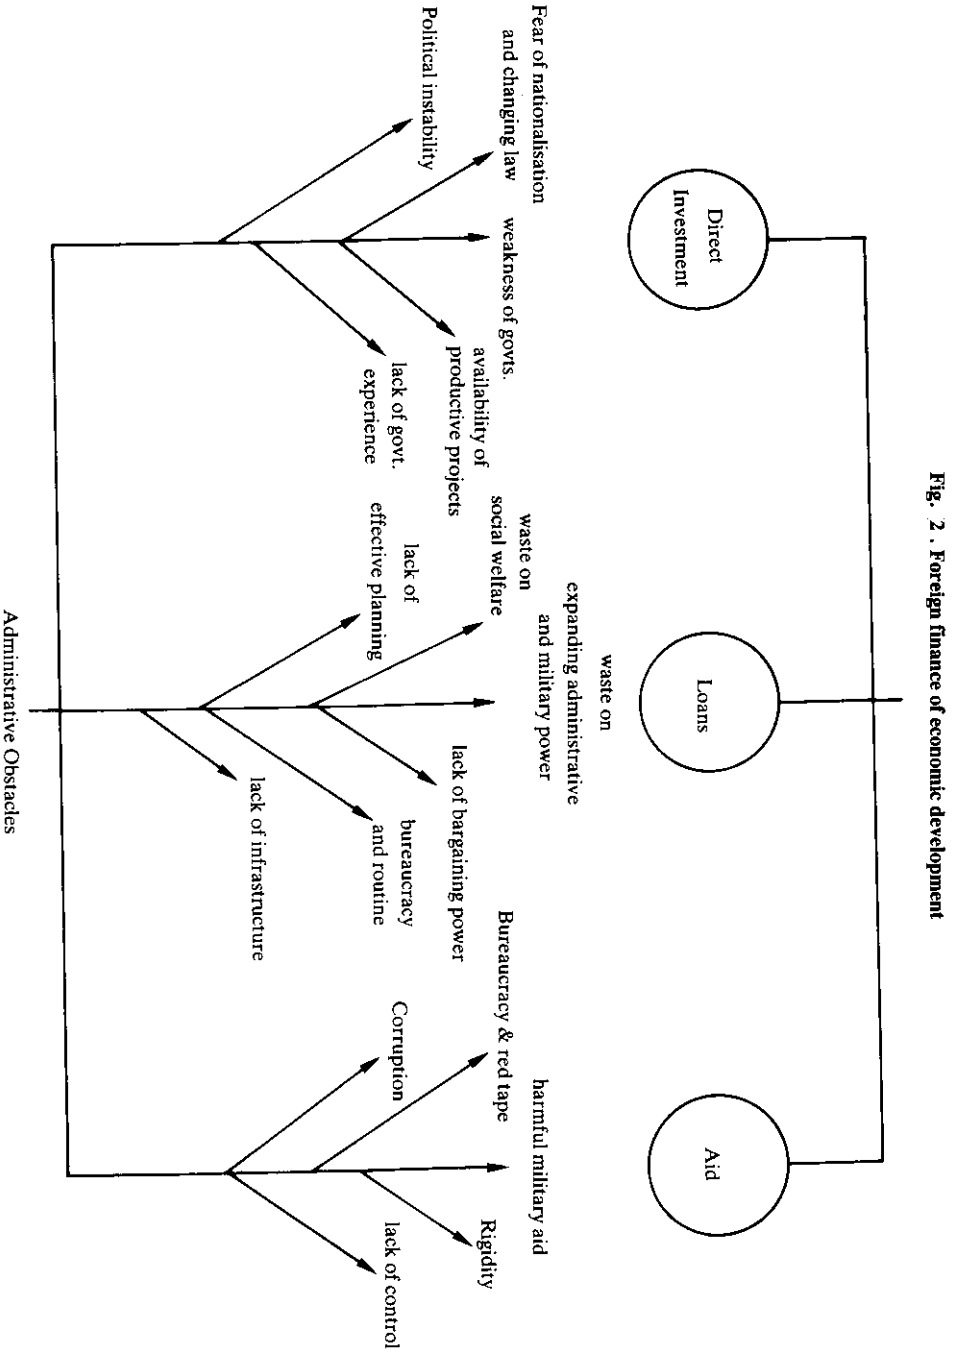 Fig. 2. Foreign finance of economic development
Direct
Investment
Loans
Aid
Fear of nationalisation
and changing law
weakness of govts.
Political instability
availability of
productive projects
lack of govt.
experience
waste on
expanding administrative
and military power
waste on
social welfare
lack of
effective planning
lack of bargaining power
bureaucracy
and routine
lack of infrastructure
harmful military aid
Bureaucracy & red tape
Rigidity
Corruption
lack of control
Administrative Obstacles